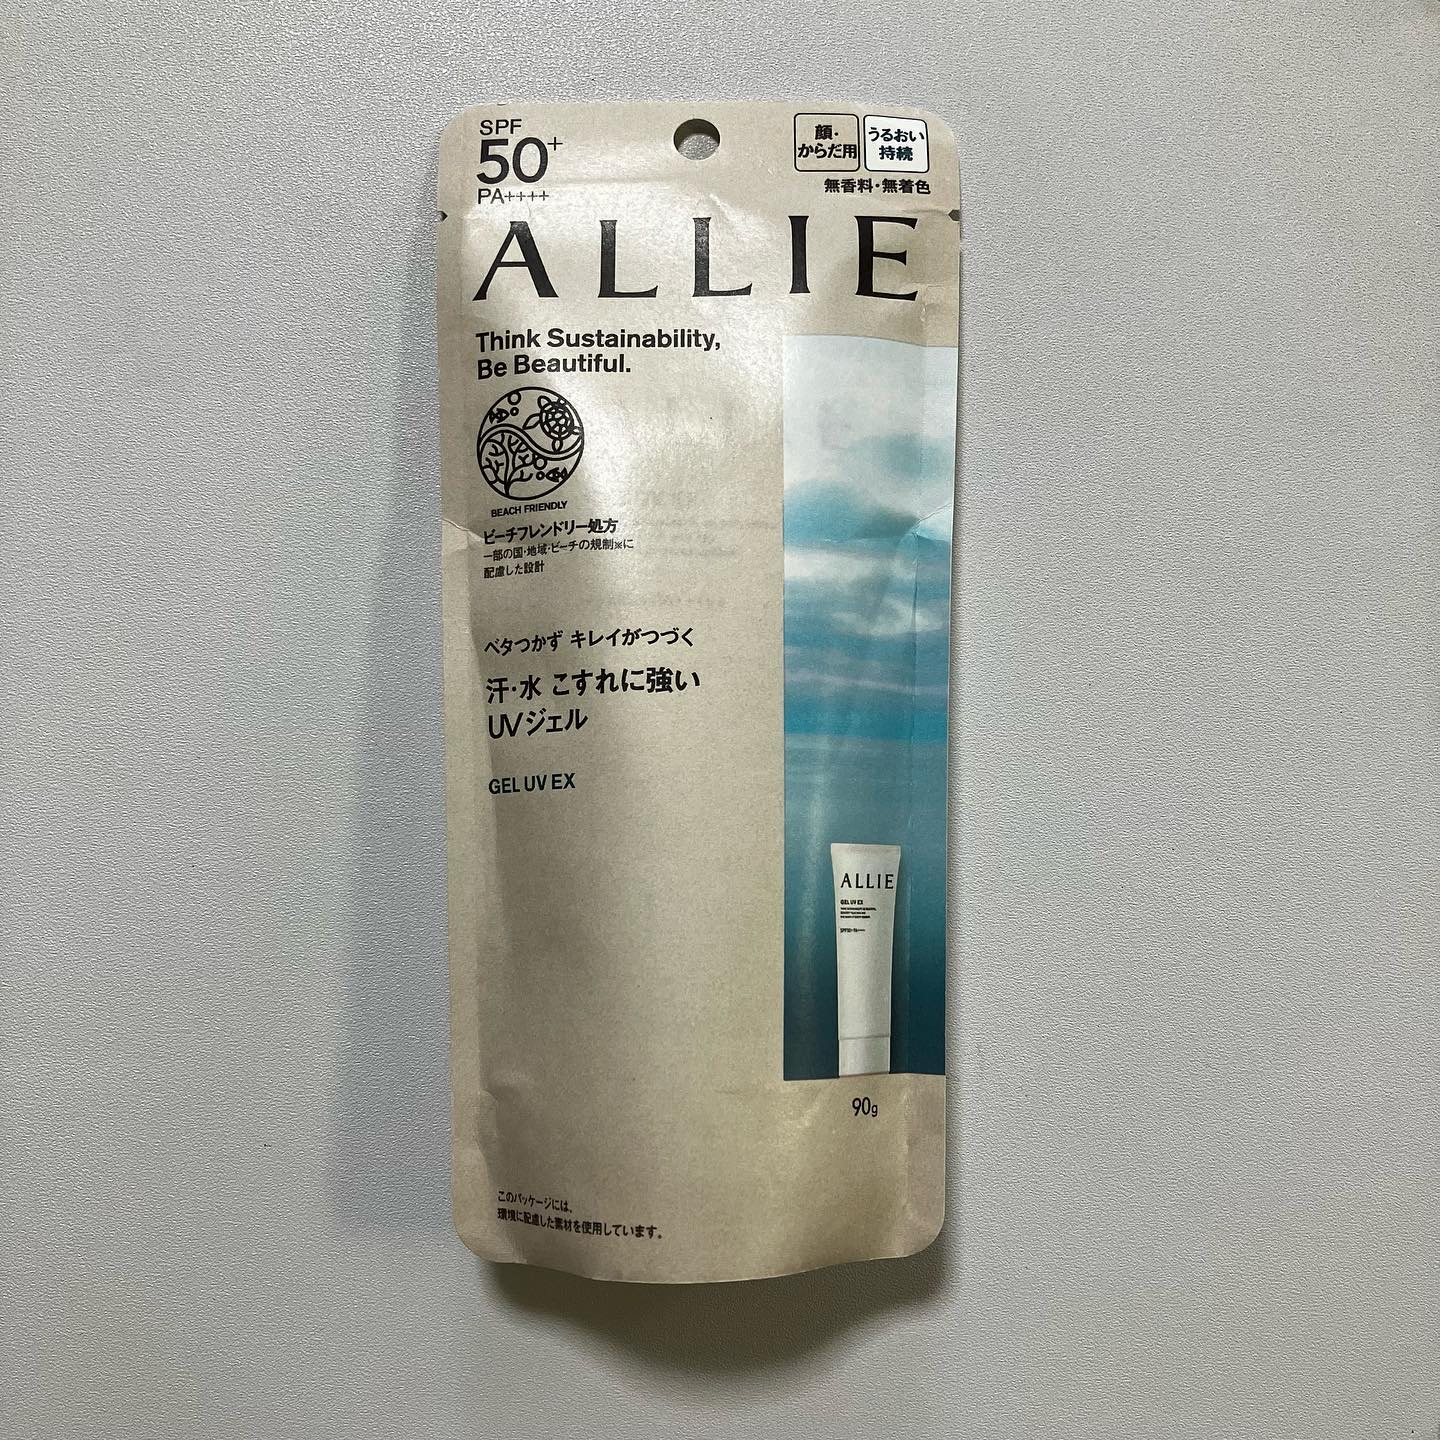 SPF
50+
PA++++
顔・
からだ用
うるおい
持続
無香料・無着色
ALLIE
Think Sustainability,
Be Beautiful.
BEACH FRIENDLY
ビーチフレンドリー処方
一部の国・地域・ビーチの規制※に
配慮した設計
ベタつかず キレイがつづく
汗・水 こすれに強い
UVジェル
GEL UV EX
ALLIE
GEL UV EX
SPF50+ PA++++
90g
このパッケージには、
環境に配慮した素材を使用しています。